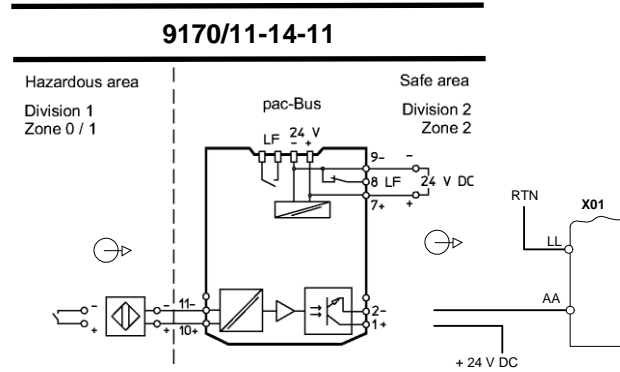 9170/11-14-11
Hazardous area
Safe area
Division 1
Zone 0 / 1
pac-Bus
Division 2
Zone 2
LF 24 V
- +
9- -
8 LF 24 V DC
7+ +
RTN
X01
LL
AA
- - 11-
+ + 10+
2-
1+
+ 24 V DC